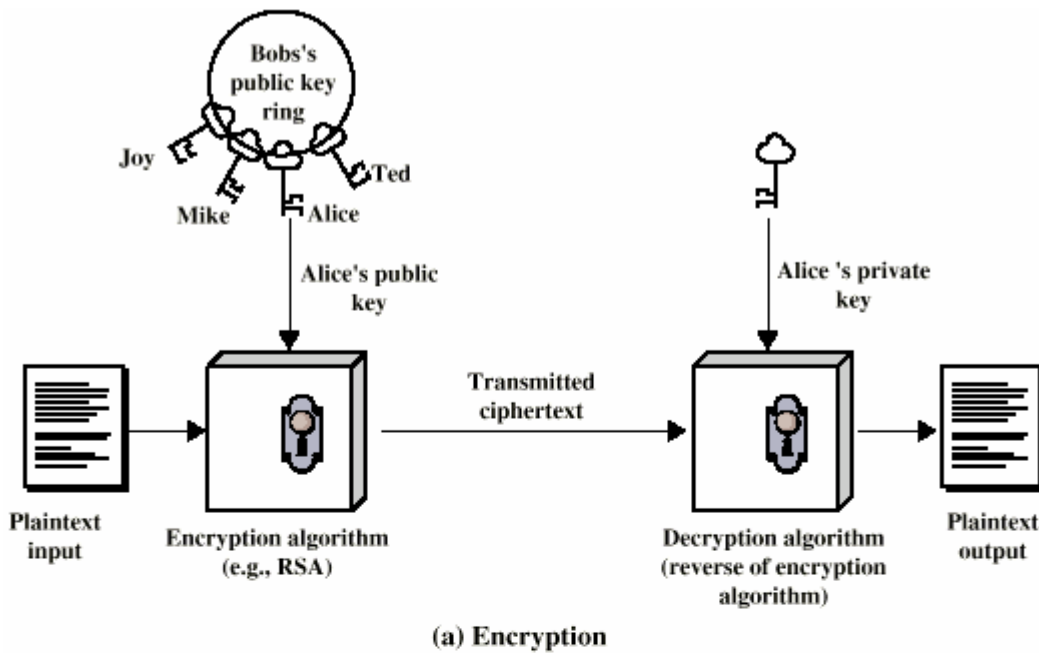 Bobs's
public key
ring
Joy
Ted
Mike
Alice
Alice's public
key
Alice 's private
key
Transmitted
ciphertext
Plaintext
input
Encryption algorithm
(e.g., RSA)
Decryption algorithm
(reverse of encryption
algorithm)
Plaintext
output
(a) Encryption